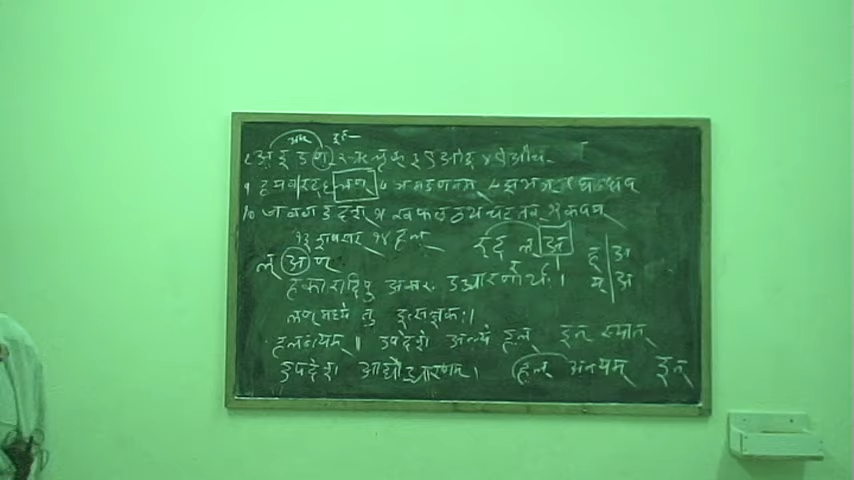 १ अ इ उ ण् २ ऋ लृ क् ३ ए ओ ङ् ४ ऐ औ च्
५ ह य व र ट् ६ लण् ७ ञ म ङ ण न म् ८ झ भ ञ् ९ घ ढ ध ष्
१० ज ब ग ड द श् ११ ख फ छ ठ थ च ट त व् १२ क प य्
१३ श ष स र् १४ ह ल्
ल् अ ण्
ह् अ
य् अ
हकारादिषु अकारः उच्चारणार्थः ।
लण् मध्ये तु इत्संज्ञकः ।
हलन्त्यम् ॥ उपदेशे अन्त्यं हल् इत् स्यात्
उपदेश आद्योच्चारणम् । हल् अन्त्यम् इत्